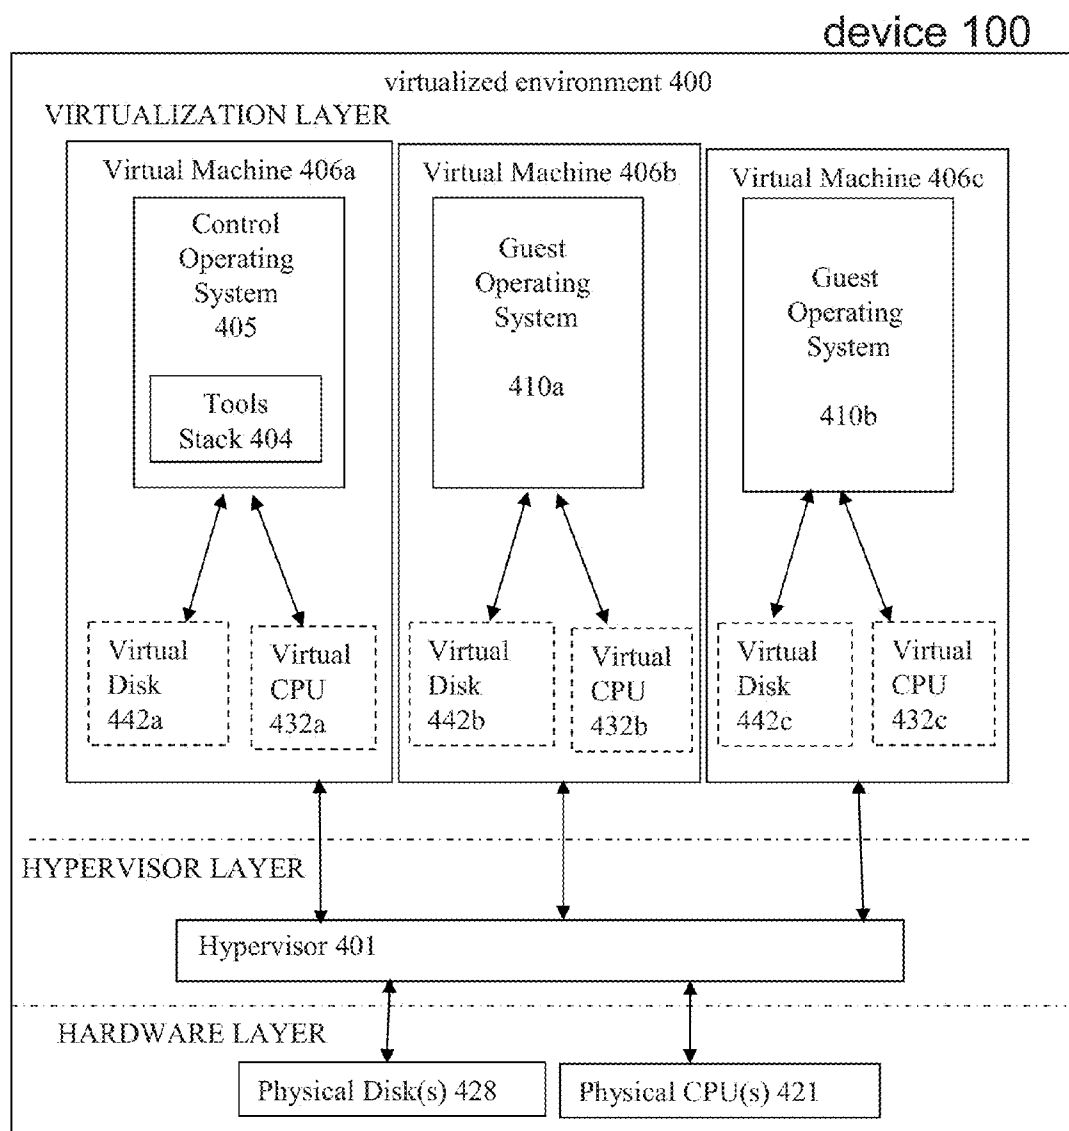 device 100
virtualized environment 400
VIRTUALIZATION LAYER
Virtual Machine 406a
Control
Operating
System
405
Tools
Stack 404
Virtual
Disk
442a
Virtual
CPU
432a
Virtual Machine 406b
Guest
Operating
System
410a
Virtual
Disk
442b
Virtual
CPU
432b
Virtual Machine 406c
Guest
Operating
System
410b
Virtual
Disk
442c
Virtual
CPU
432c
HYPERVISOR LAYER
Hypervisor 401
HARDWARE LAYER
Physical Disk(s) 428
Physical CPU(s) 421